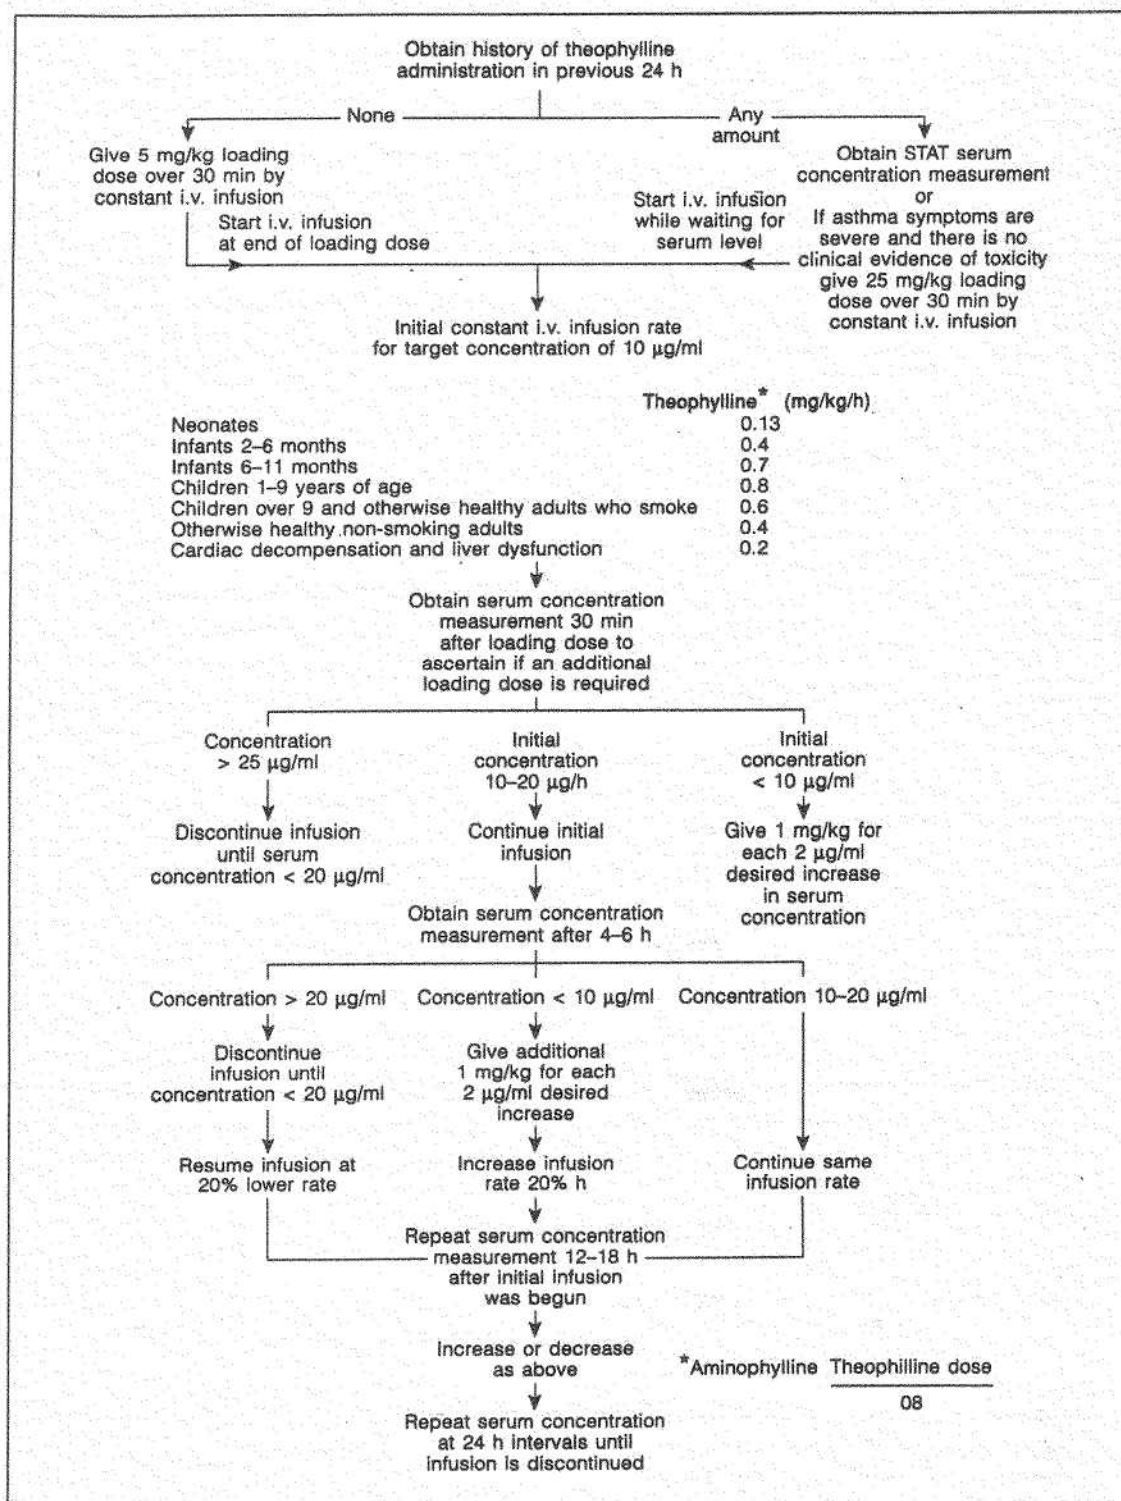 Obtain history of theophylline
administration in previous 24 h
None
Any
amount
Give 5 mg/kg loading
dose over 30 min by
constant i.v. infusion
Start i.v. infusion
at end of loading dose
Start i.v. infusion
while waiting for
serum level
Obtain STAT serum
concentration measurement
or
If asthma symptoms are
severe and there is no
clinical evidence of toxicity
give 25 mg/kg loading
dose over 30 min by
constant i.v. infusion
Initial constant i.v. infusion rate
for target concentration of 10 µg/ml
Theophylline* (mg/kg/h)
Neonates 0.13
Infants 2–6 months 0.4
Infants 6–11 months 0.7
Children 1–9 years of age 0.8
Children over 9 and otherwise healthy adults who smoke 0.6
Otherwise healthy non-smoking adults 0.4
Cardiac decompensation and liver dysfunction 0.2
Obtain serum concentration
measurement 30 min
after loading dose to
ascertain if an additional
loading dose is required
Concentration
> 25 µg/ml
Discontinue infusion
until serum
concentration < 20 µg/ml
Initial
concentration
10–20 µg/h
Continue initial
infusion
Initial
concentration
< 10 µg/ml
Give 1 mg/kg for
each 2 µg/ml
desired increase
in serum
concentration
Obtain serum concentration
measurement after 4–6 h
Concentration > 20 µg/ml
Discontinue
infusion until
concentration < 20 µg/ml
Resume infusion at
20% lower rate
Concentration < 10 µg/ml
Give additional
1 mg/kg for each
2 µg/ml desired
increase
Increase infusion
rate 20% h
Concentration 10–20 µg/ml
Continue same
infusion rate
Repeat serum concentration
measurement 12–18 h
after initial infusion
was begun
Increase or decrease
as above
Repeat serum concentration
at 24 h intervals until
infusion is discontinued
*Aminophylline Theophilline dose
08